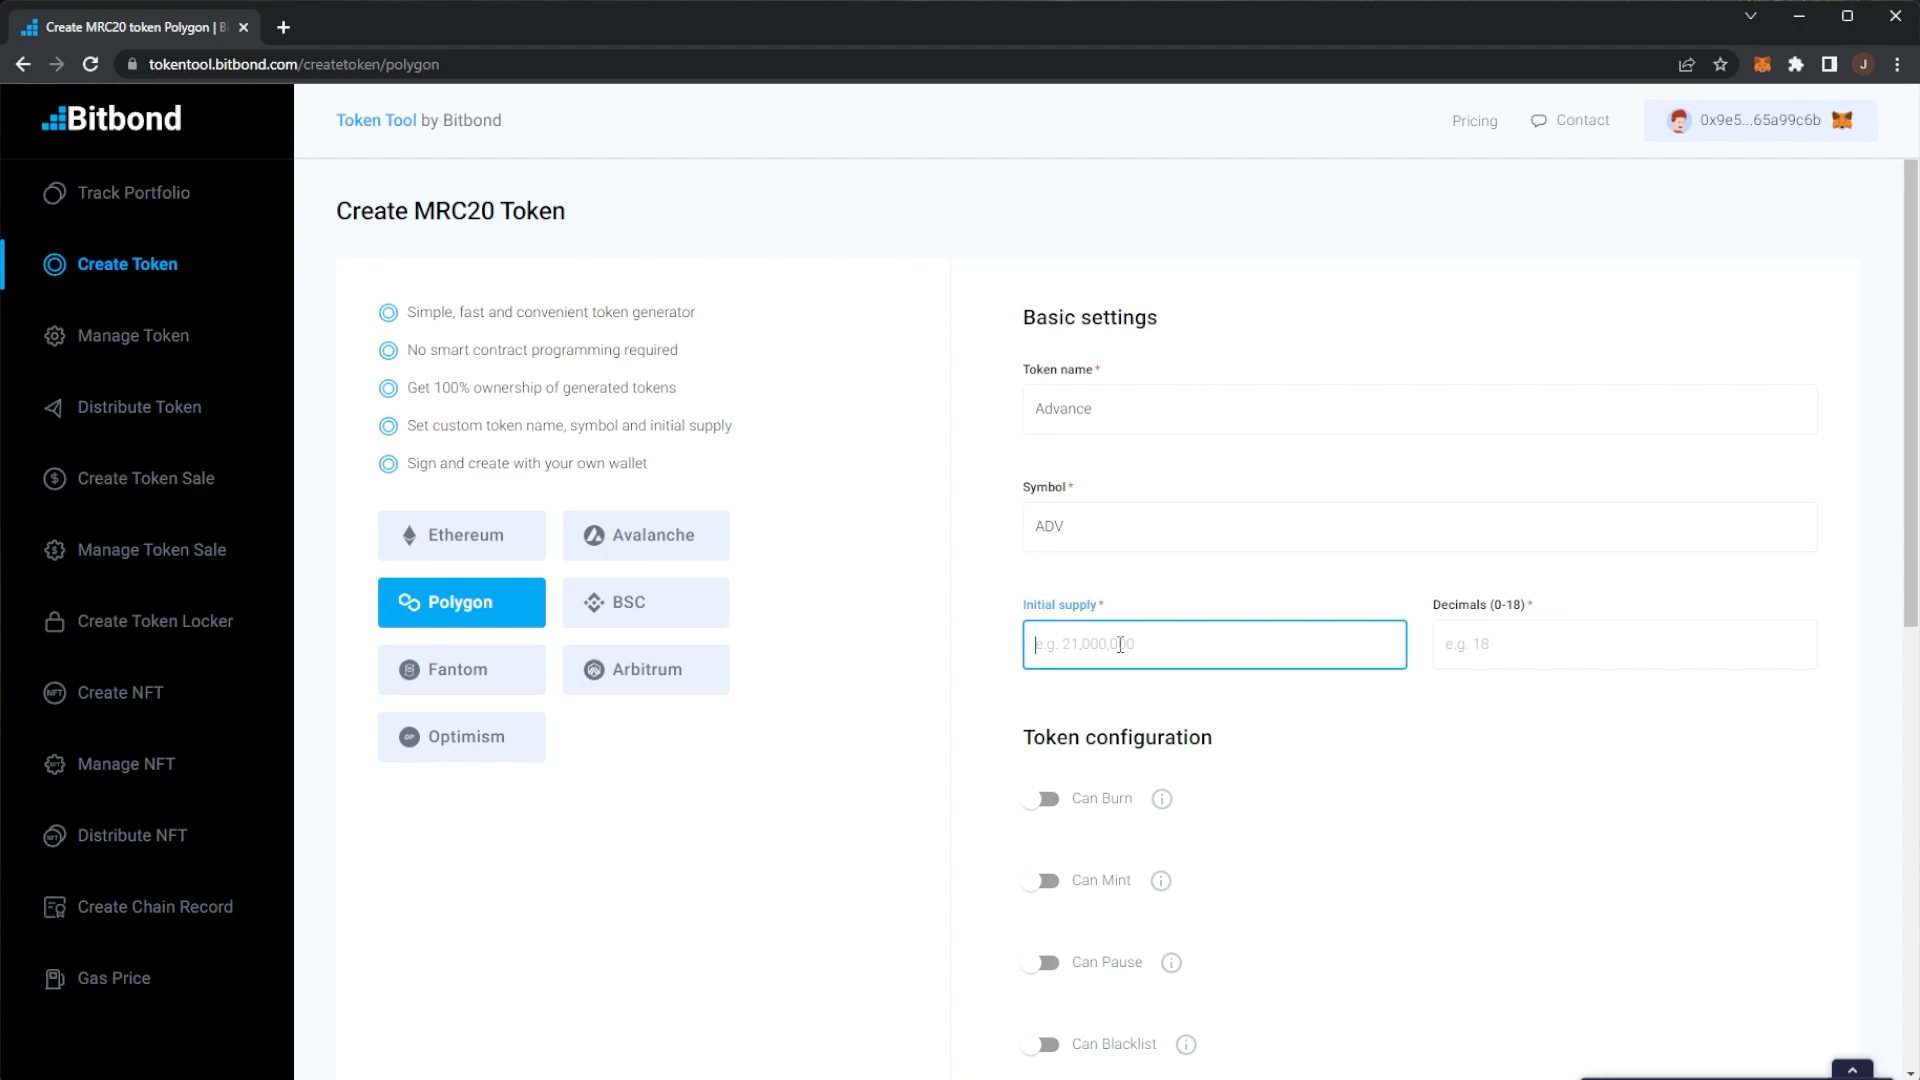 Create MRC20 token Polygon | B
tokentool.bitbond.com/createtoken/polygon
J
Bitbond
Token Tool by Bitbond
Pricing
Contact
0x9e5...65a99c6b
Track Portfolio
Create Token
Manage Token
Distribute Token
Create Token Sale
Manage Token Sale
Create Token Locker
Create NFT
Manage NFT
Distribute NFT
Create Chain Record
Gas Price
Create MRC20 Token
Simple, fast and convenient token generator
No smart contract programming required
Get 100% ownership of generated tokens
Set custom token name, symbol and initial supply
Sign and create with your own wallet
Ethereum
Avalanche
Polygon
BSC
Fantom
Arbitrum
Optimism
Basic settings
Token name*
Advance
Symbol*
ADV
Initial supply*
e.g. 21,000,000
Decimals (0-18)*
e.g. 18
Token configuration
Can Burn
Can Mint
Can Pause
Can Blacklist